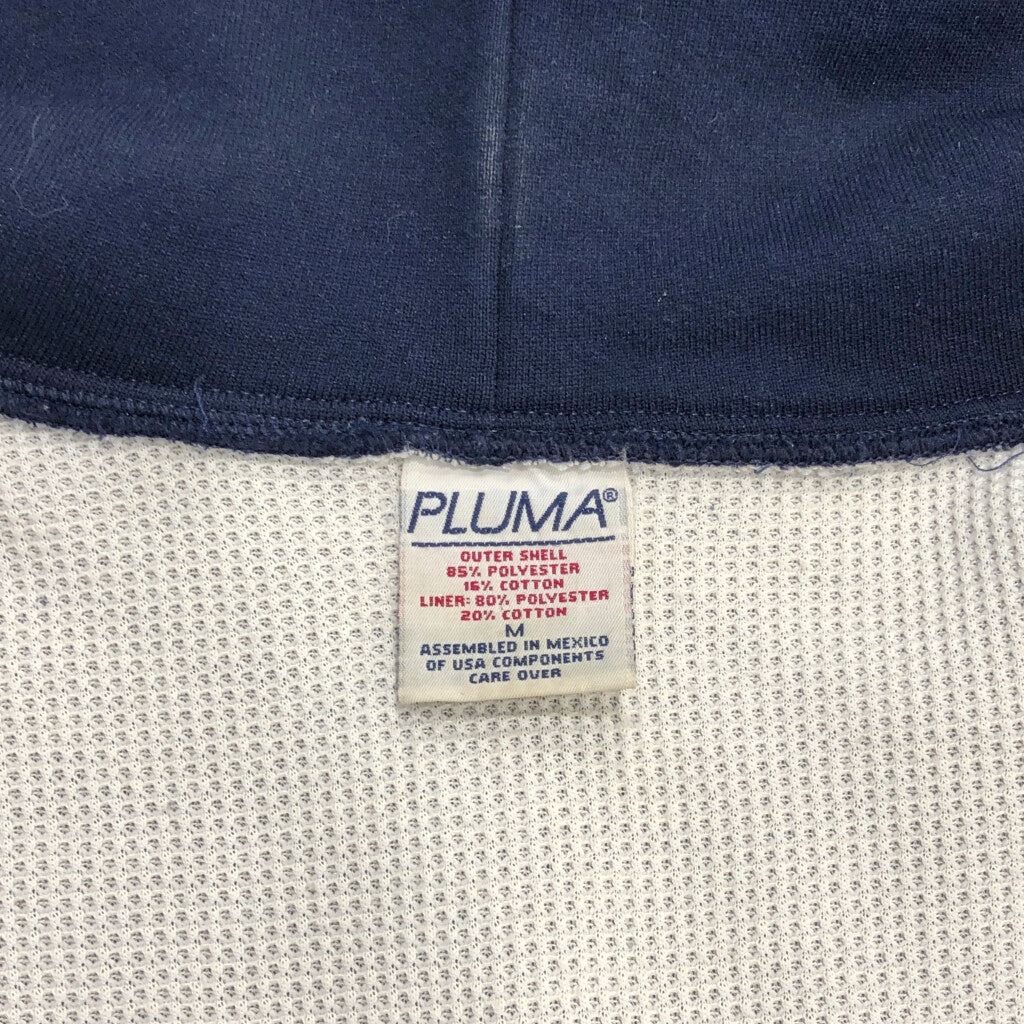 PLUMA®
OUTER SHELL
85% POLYESTER
15% COTTON
LINER: 80% POLYESTER
20% COTTON
M
ASSEMBLED IN MEXICO
OF USA COMPONENTS
CARE OVER